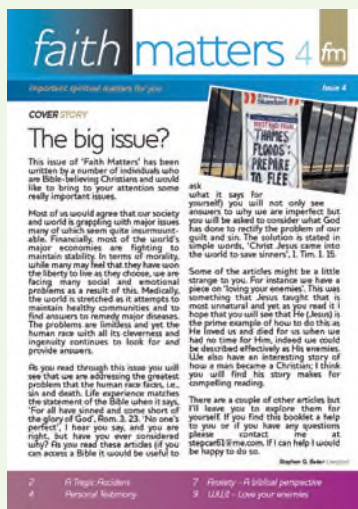 faith matters 4 fm
Important spiritual matters for you
Issue 4
COVER STORY
The big issue?
This issue of 'Faith Matters' has been
written by a number of individuals who
are Bible-believing Christians and would
like to bring to your attention some
really important issues.
Most of us would agree that our society
and world is grappling with major issues
many of which seem quite insurmount-
able. Financially, most of the world's
major economies are fighting to
maintain stability. In terms of morality,
while many may feel that they have won
the liberty to live as they choose, we are
facing many social and emotional
problems as a result of this. Medically,
the world is stretched as it attempts to
maintain healthy communities and to
find answers to remedy major diseases.
The problems are limitless and yet the
human race with all its cleverness and
ingenuity continues to look for and
provide answers.
As you read through this issue you will
see that we are addressing the greatest
problem that the human race faces, i.e.,
sin and death. Life experience matches
the statement of the Bible when it says,
'For all have sinned and come short of
the glory of God', Rom. 3. 23. 'No one's
perfect', I hear you say, and you are
right, but have you ever considered
why? As you read these articles (if you
can access a Bible it would be useful to
THAMES
FLOODS:
PREPARE
TO FLEE
ask
what it says for
yourself) you will not only see
answers to why we are imperfect but
you will be asked to consider what God
has done to rectify the problem of our
guilt and sin. The solution is stated in
simple words, 'Christ Jesus came into
the world to save sinners', 1. Tim. 1. 15.
Some of the articles might be a little
strange to you. For instance we have a
piece on 'loving your enemies'. This was
something that Jesus taught that is
most unnatural and yet as you read it I
hope that you will see that He (Jesus) is
the prime example of how to do this as
He loved us and died for us when we
had no time for Him, indeed we could
be described effectively as His enemies.
We also have an interesting story of
how a man became a Christian; I think
you will find his story makes for
compelling reading.
There are a couple of other articles but
I'll leave you to explore them for
yourself. If you find this booklet a help
to you or if you have any questions
please contact me at
stepcarb1@me.com. If I can help I would
be happy to do so.
Stephen G. Baker
2 A Tragic Accident
4 Personal Testimony
7 Anxiety - A biblical perspective
9 - Love your enemies